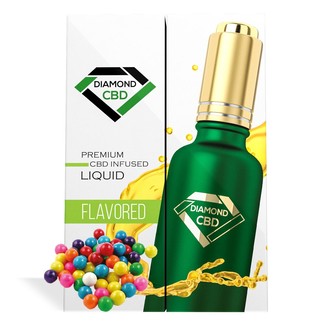 DIAMOND
CBD
PREMIUM
CBD INFUSED
LIQUID
FLAVORED
DIAMOND
CBD